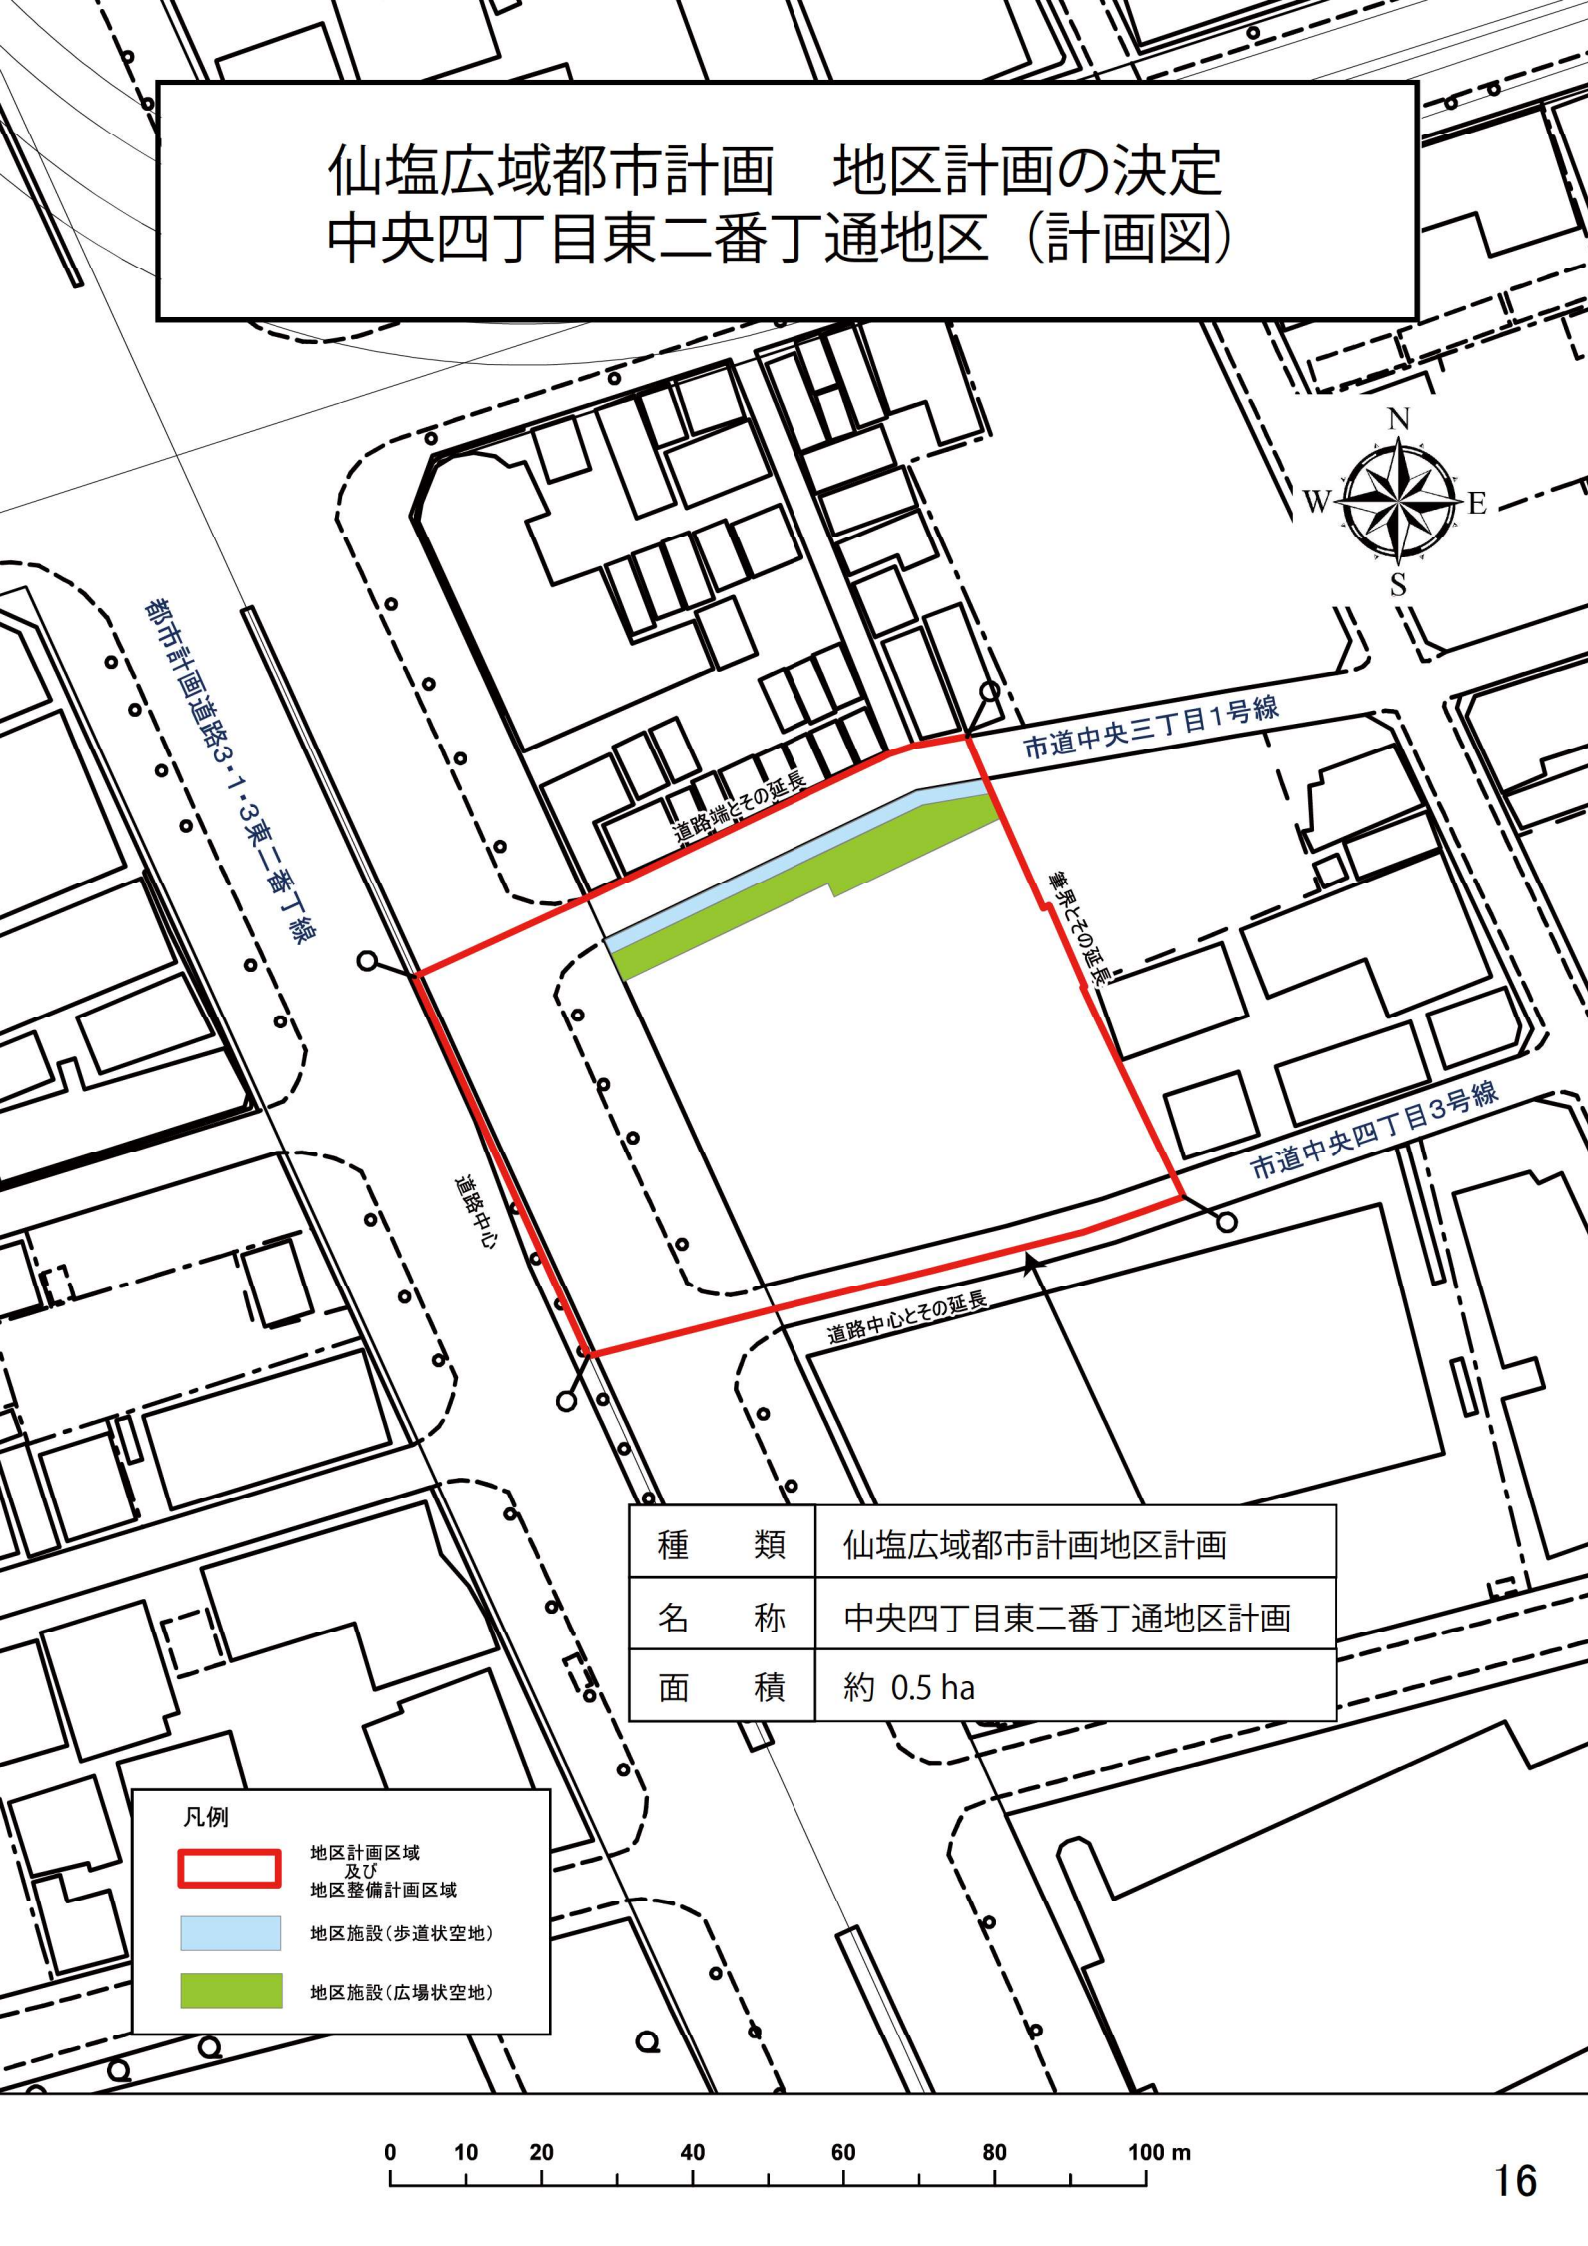 仙塩広域都市計画　地区計画の決定
中央四丁目東二番丁通地区（計画図）
N
W
E
S
都市計画道路3・1・3東二番丁線
市道中央三丁目1号線
道路端とその延長
筆界とその延長
市道中央四丁目3号線
道路中心
道路中心とその延長
種　　類　仙塩広域都市計画地区計画
名　　称　中央四丁目東二番丁通地区計画
面　　積　約 0.5 ha
凡例
地区計画区域
及び
地区整備計画区域
地区施設（歩道状空地）
地区施設（広場状空地）
0 10 20 40 60 80 100 m
16